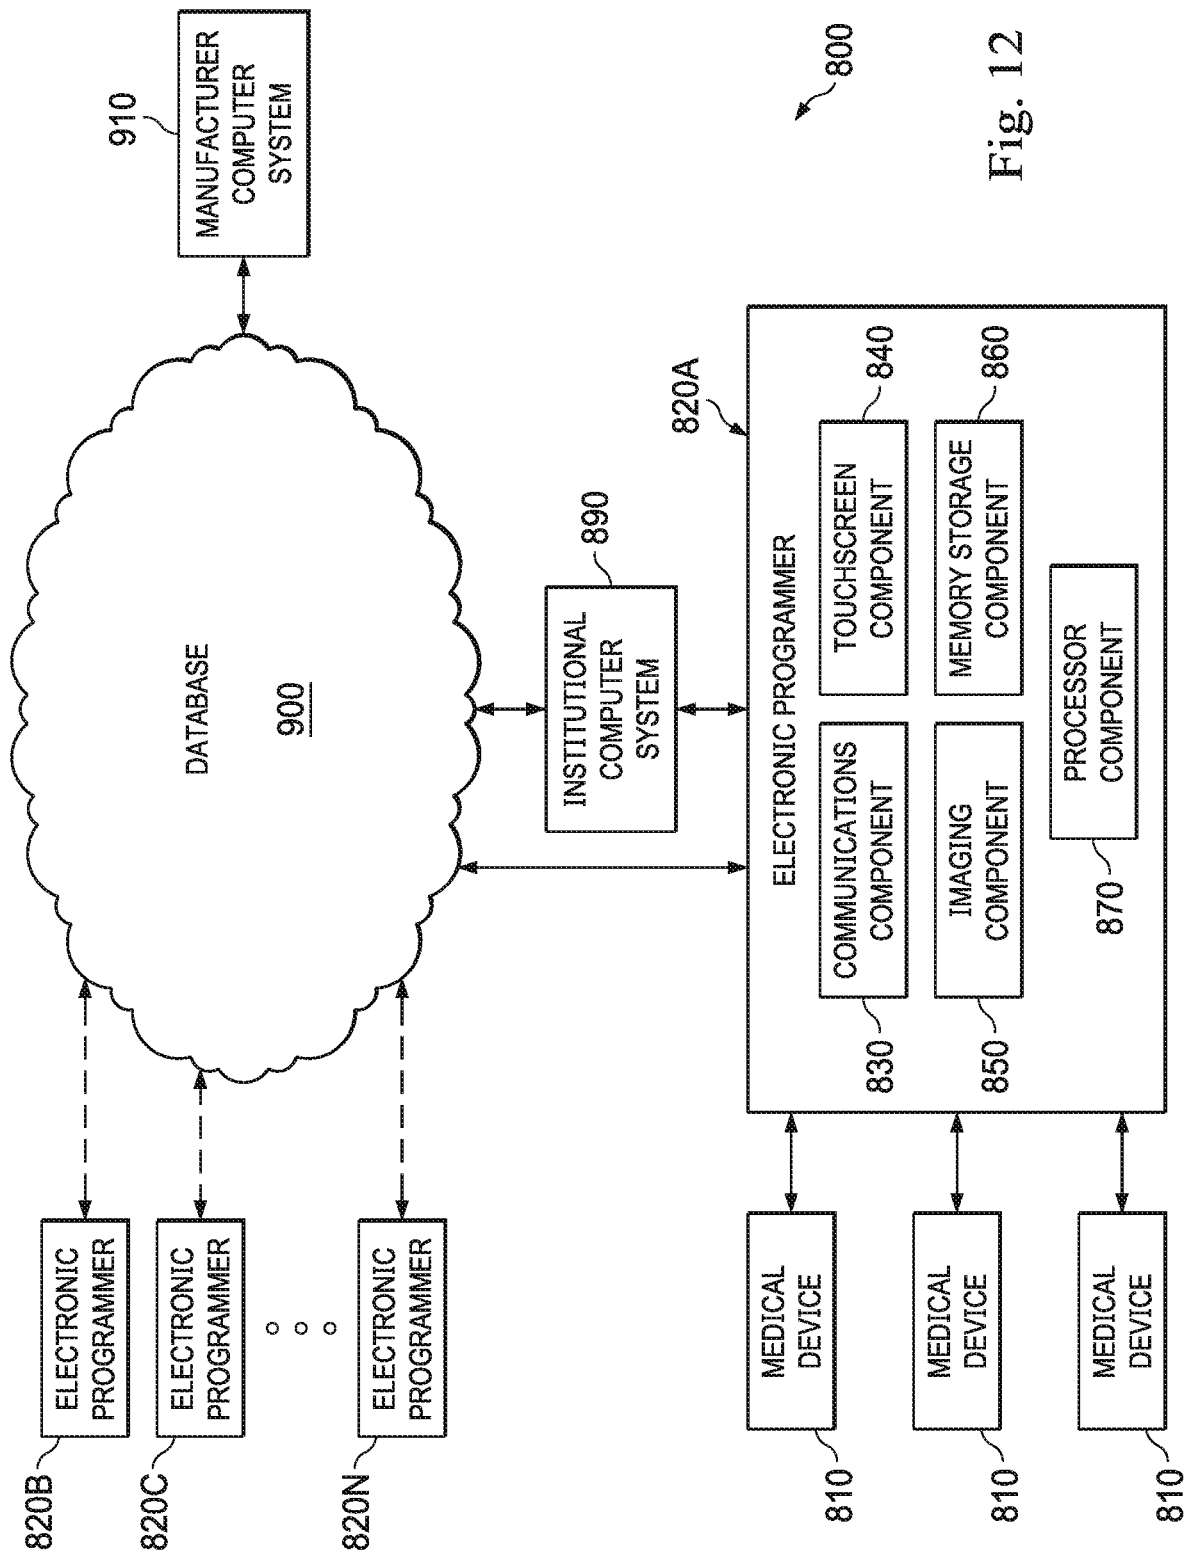 820B
ELECTRONIC
PROGRAMMER
820C
ELECTRONIC
PROGRAMMER
820N
ELECTRONIC
PROGRAMMER
DATABASE
900
910
MANUFACTURER
COMPUTER
SYSTEM
INSTITUTIONAL
COMPUTER
SYSTEM
890
820A
ELECTRONIC PROGRAMMER
830
COMMUNICATIONS
COMPONENT
TOUCHSCREEN
COMPONENT
840
850
IMAGING
COMPONENT
MEMORY STORAGE
COMPONENT
860
870
PROCESSOR
COMPONENT
810
MEDICAL
DEVICE
810
MEDICAL
DEVICE
810
MEDICAL
DEVICE
800
Fig. 12